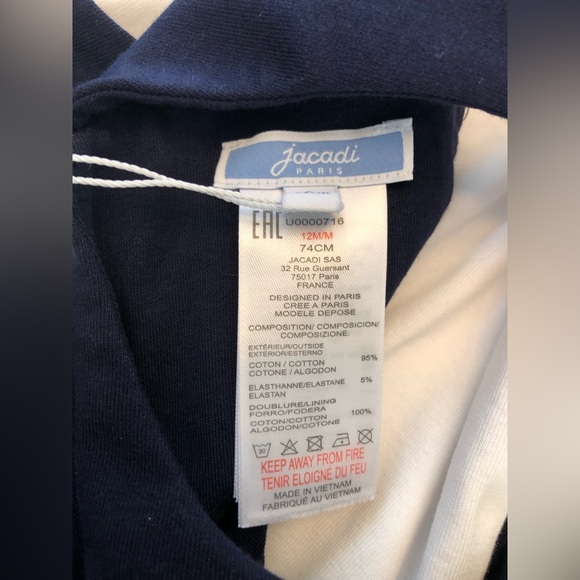 jacadi
PARIS
EAC U0000716
12M/M
74CM
JACADI SAS
32 Rue Guersant
75017 Paris
FRANCE
DESIGNED IN PARIS
CREE A PARIS
MODELE DEPOSE
COMPOSITION / COMPOSICION/
COMPOSIZIONE:
EXTÉRIEUR/OUTSIDE
EXTERIOR/ESTERNO
COTON / COTTON 95%
COTONE / ALGODON
ELASTHANNE/ELASTANE 5%
ELASTAN
DOUBLURE/LINING
FORRO/FODERA
COTON/COTTON 100%
ALGODON/COTONE
30
KEEP AWAY FROM FIRE
TENIR ELOIGNÉ DU FEU
MADE IN VIETNAM
FABRIQUÉ AU VIETNAM